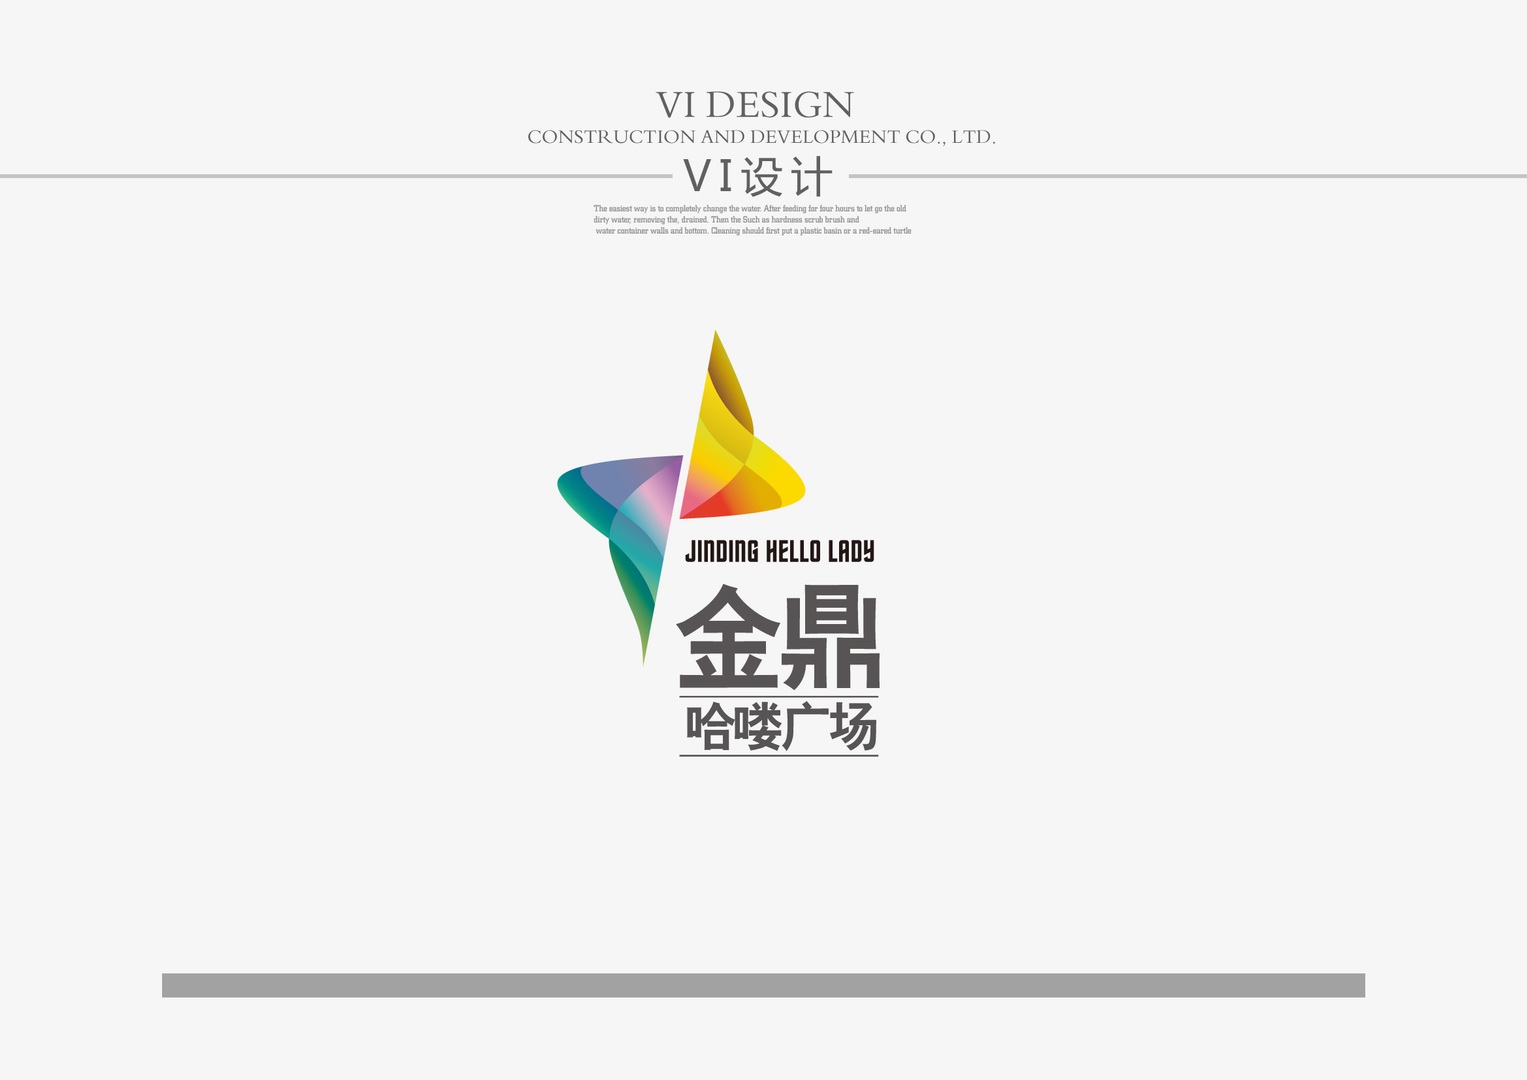 VI DESIGN
CONSTRUCTION AND DEVELOPMENT CO., LTD.
VI设计
The easiest way is to completely change the water. After feeding for four hours to let go the old
dirty water, removing the, drained. Then the Such as hardness scrub brush and
water container walls and bottom. Cleaning should first put a plastic basin or a red-eared turtle
JINDING HELLO LADY
金鼎
哈喽广场